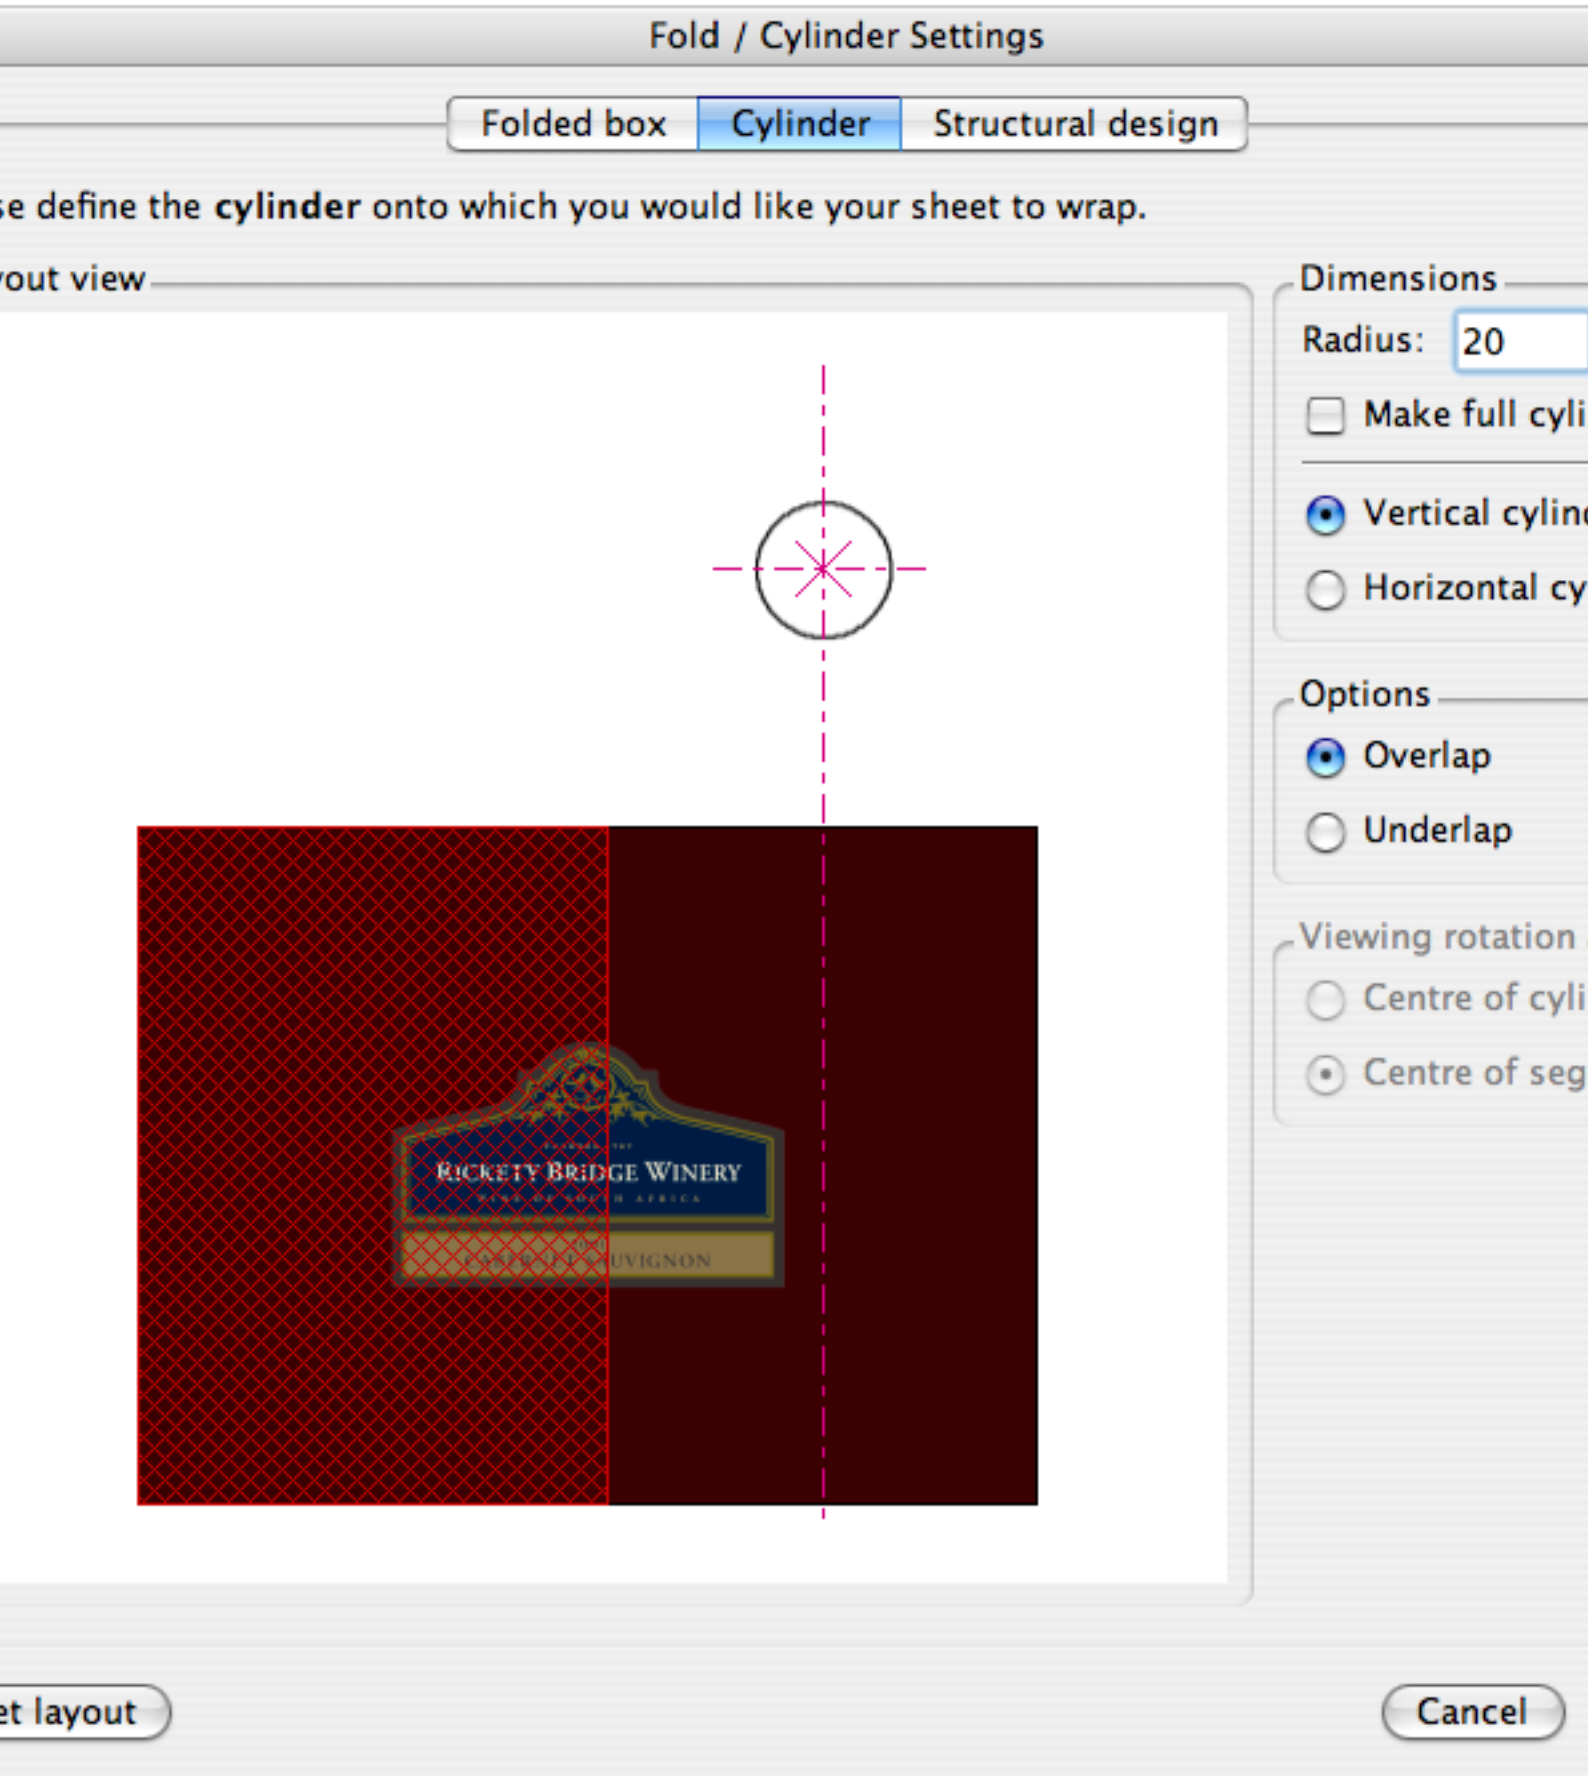 Fold / Cylinder Settings
Folded box
Cylinder
Structural design
se define the cylinder onto which you would like your sheet to wrap.
out view
Dimensions
Radius:
20
Make full cyli
Vertical cylin
Horizontal cy
Options
Overlap
Underlap
Viewing rotation
Centre of cyli
Centre of seg
RICKETY BRIDGE WINERY
WINE OF SOUTH AFRICA
CABERNET SAUVIGNON
et layout
Cancel